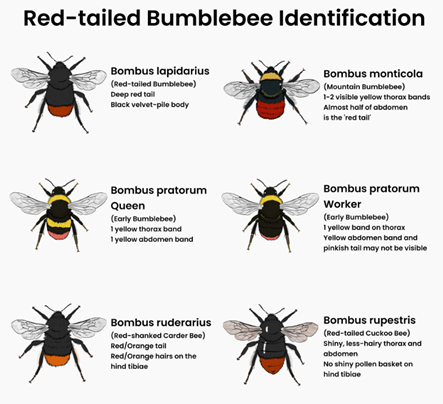 Red-tailed Bumblebee Identification
Bombus lapidarius
(Red-tailed Bumblebee)
Deep red tail
Black velvet-pile body
Bombus monticola
(Mountain Bumblebee)
1-2 visible yellow thorax bands
Almost half of abdomen
is the 'red tail'
Bombus pratorum
Queen
(Early Bumblebee)
1 yellow thorax band
1 yellow abdomen band
Bombus pratorum
Worker
(Early Bumblebee)
1 yellow band on thorax
Yellow abdomen band and
pinkish tail may not be visible
Bombus ruderarius
(Red-shanked Carder Bee)
Red/Orange tail
Red/Orange hairs on the
hind tibiae
Bombus rupestris
(Red-tailed Cuckoo Bee)
Shiny, less-hairy thorax and
abdomen
No shiny pollen basket on
hind tibiae